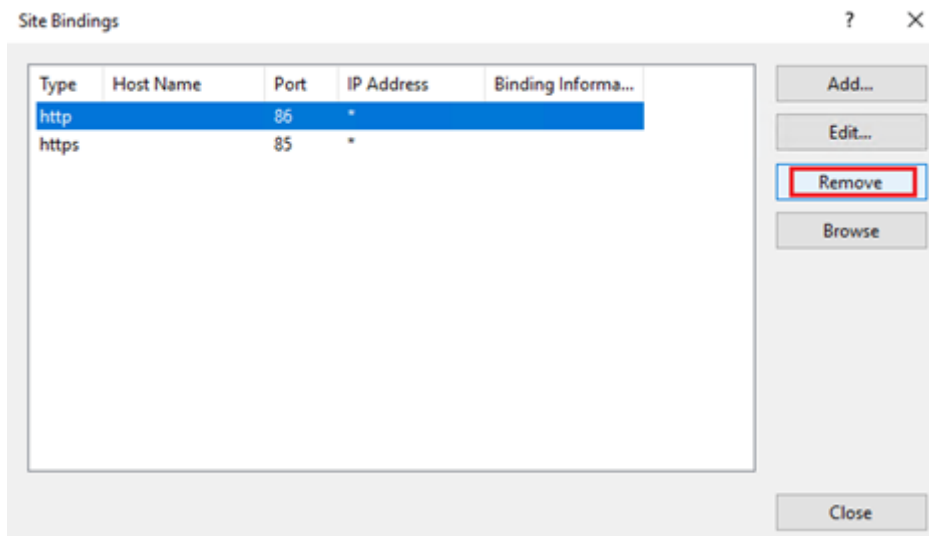 Site Bindings
Type Host Name Port IP Address Binding Informa...
http 86 *
https 85 *
Add...
Edit...
Remove
Browse
Close